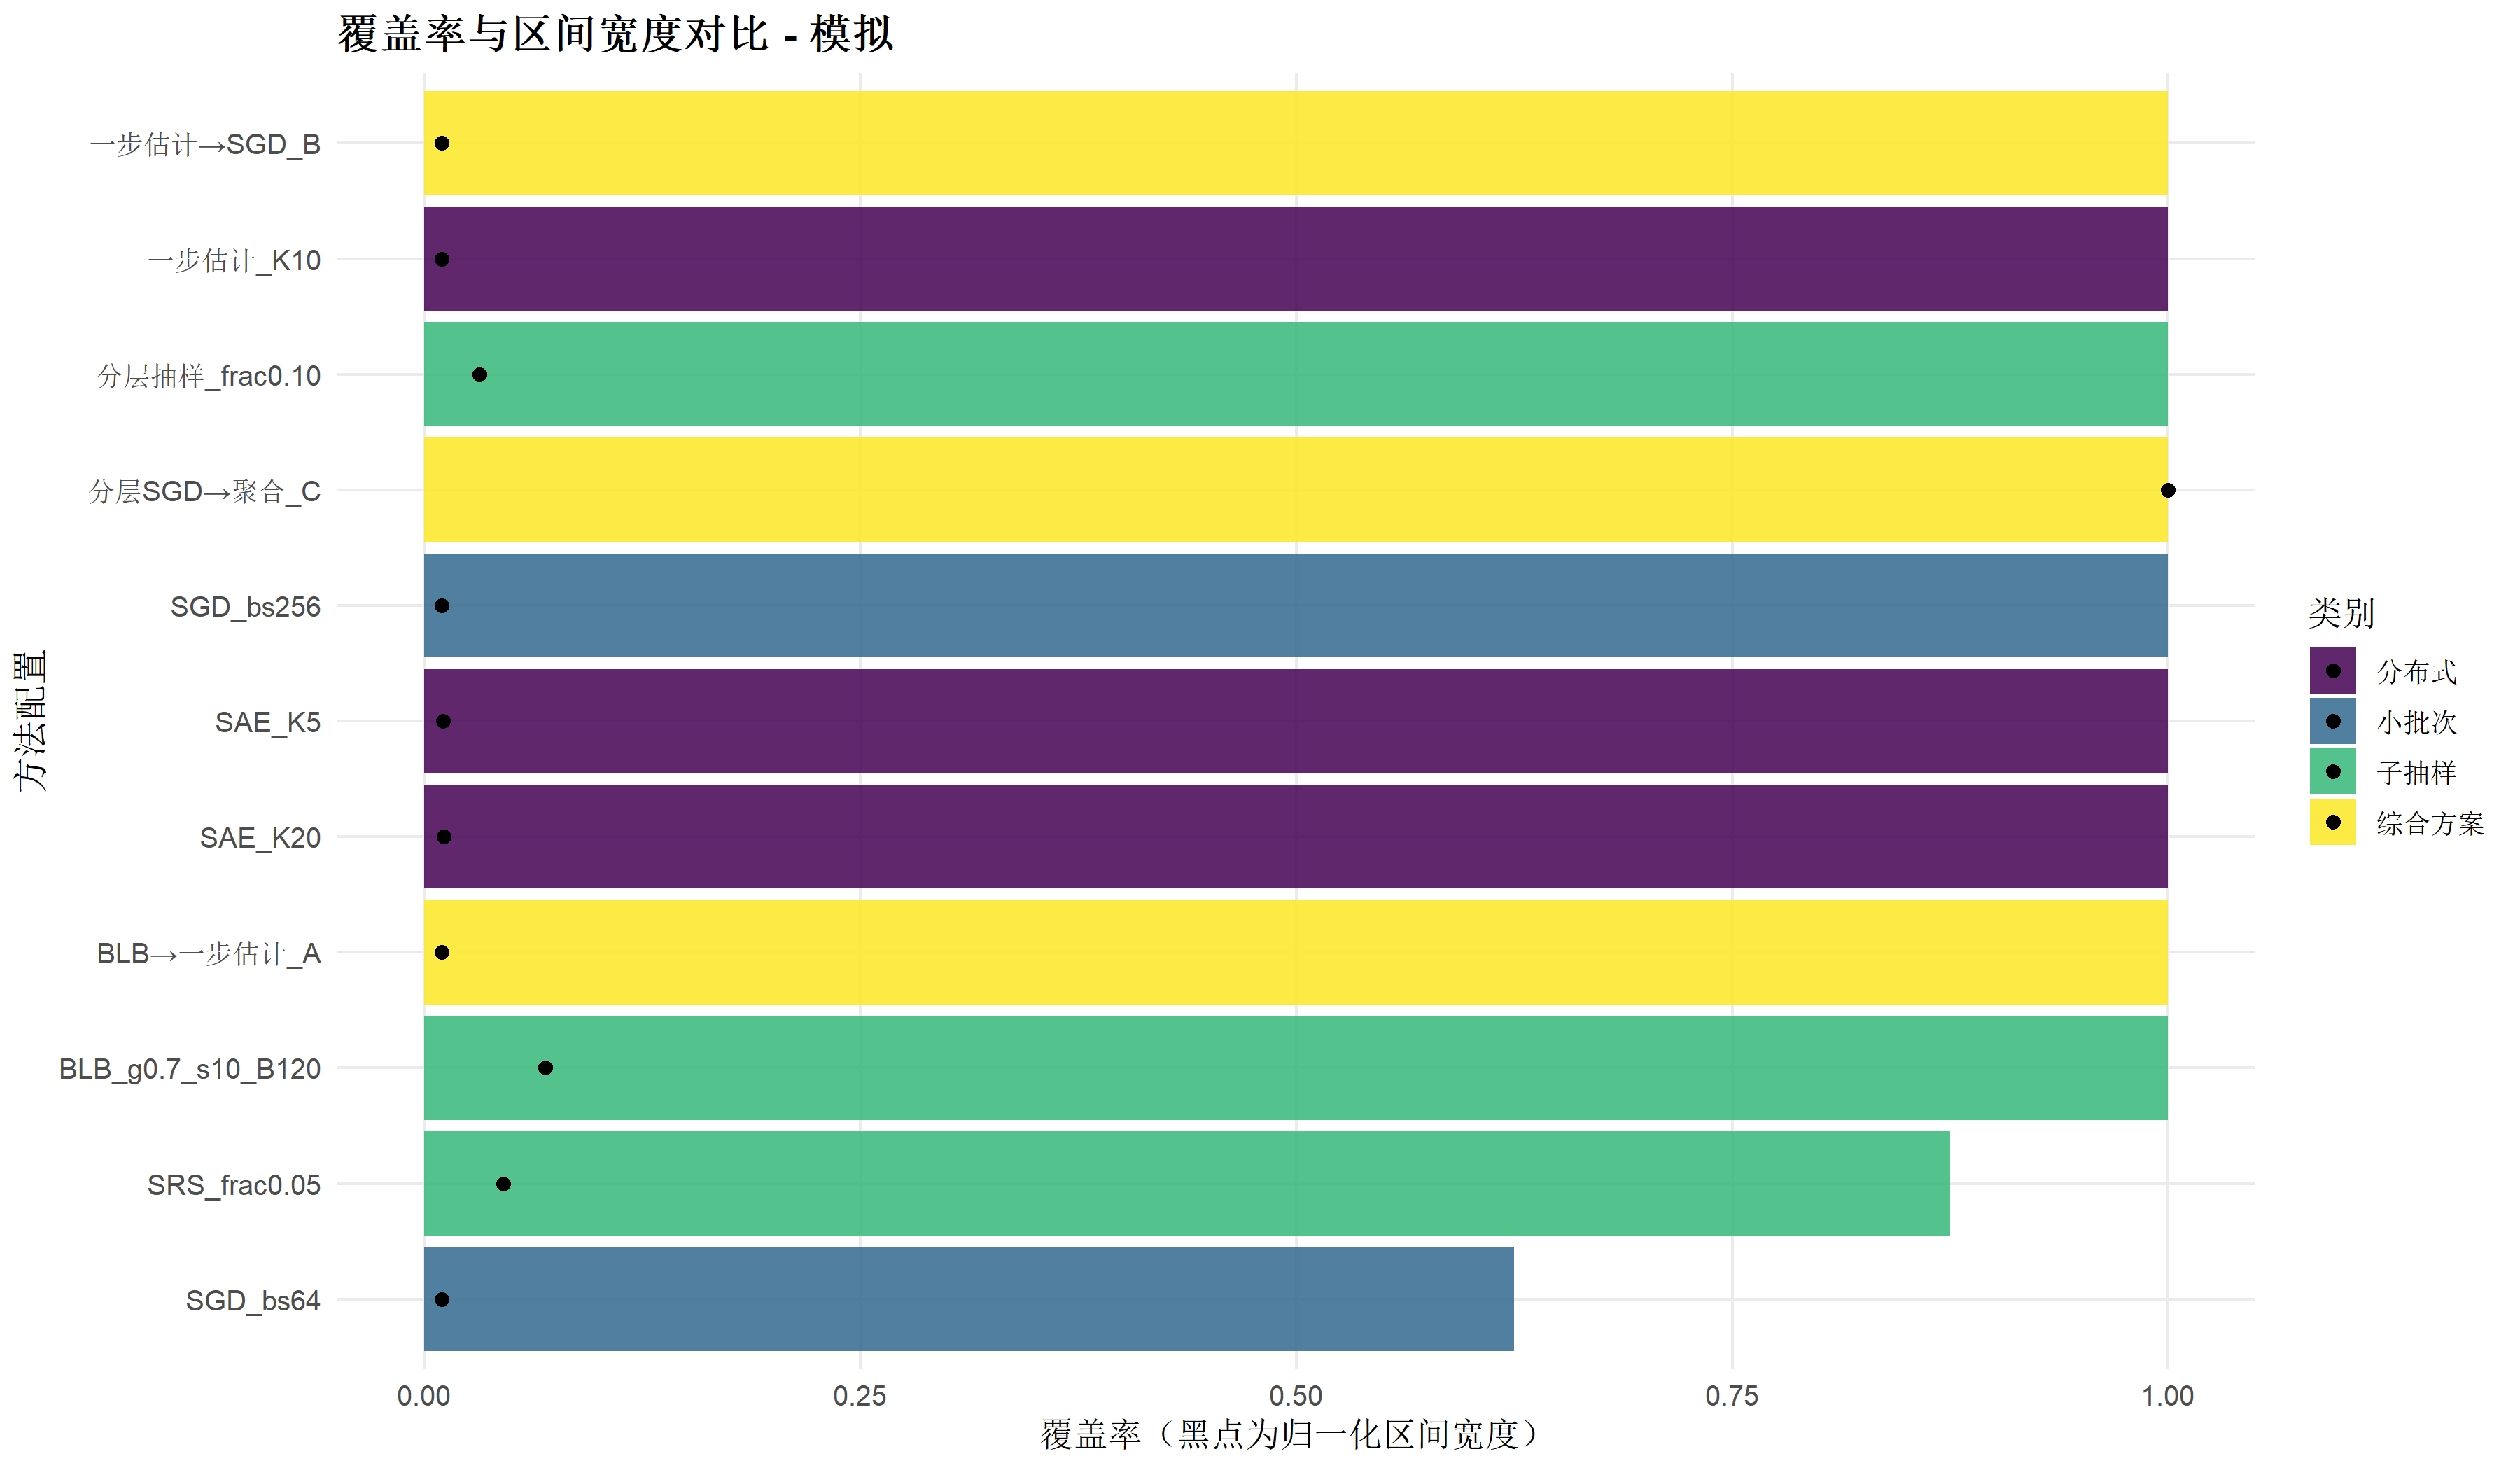 覆盖率与区间宽度对比 - 模拟
方法配置
一步估计→SGD_B
一步估计_K10
分层抽样_frac0.10
分层SGD→聚合_C
SGD_bs256
SAE_K5
SAE_K20
BLB→一步估计_A
BLB_g0.7_s10_B120
SRS_frac0.05
SGD_bs64
0.00 0.25 0.50 0.75 1.00
覆盖率（黑点为归一化区间宽度）
类别
分布式
小批次
子抽样
综合方案